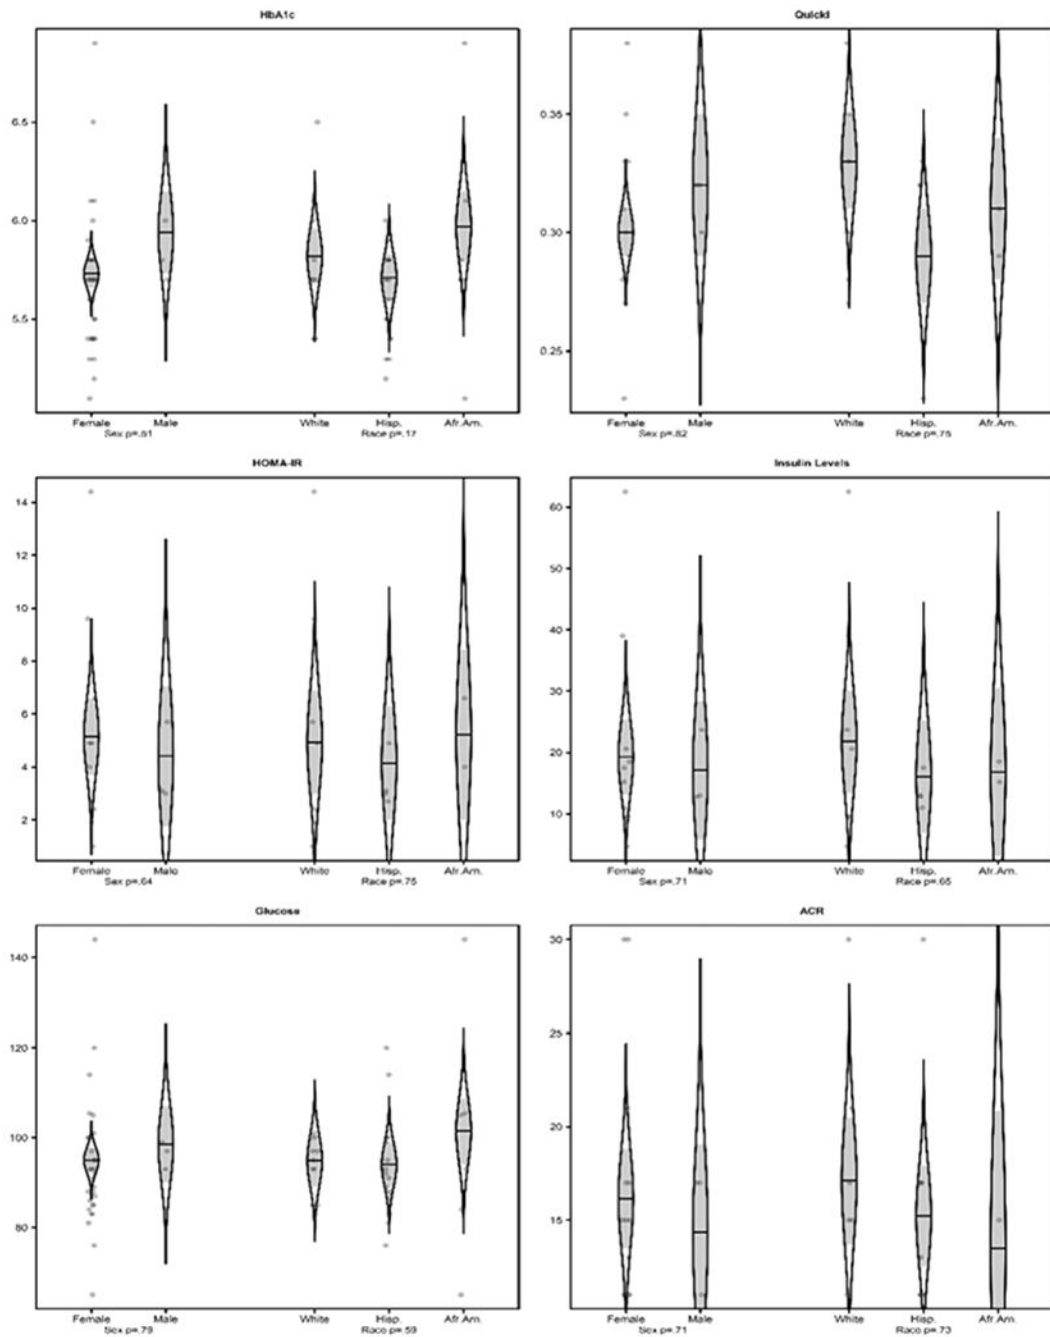 HbA1c
6.5
6.0
5.5
Female Male White Hisp. Afr.Am.
Sex p=.51 Race p=.17
QuickI
0.35
0.30
0.25
Female Male White Hisp. Afr.Am.
Sex p=.82 Race p=.75
HOMA-IR
14
12
10
8
6
4
2
Female Male White Hisp. Afr.Am.
Sex p=.64 Race p=.75
Insulin Levels
60
50
40
30
20
10
Female Male White Hisp. Afr.Am.
Sex p=.71 Race p=.65
Glucose
140
120
100
80
Female Male White Hisp. Afr.Am.
Sex p=.79 Race p=.59
ACR
30
25
20
15
Female Male White Hisp. Afr.Am.
Sex p=.71 Race p=.73